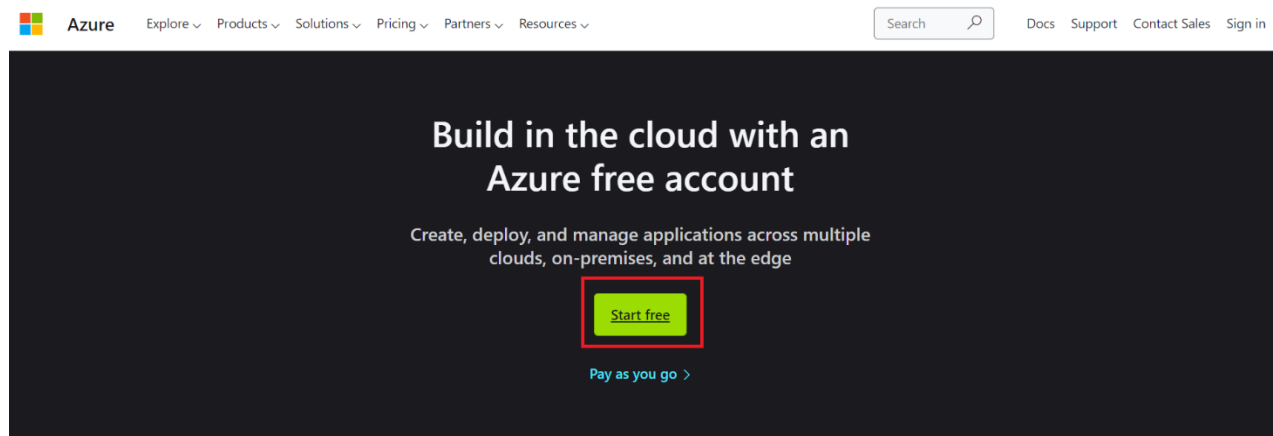 Azure Explore Products Solutions Pricing Partners Resources Search Docs Support Contact Sales Sign in
Build in the cloud with an
Azure free account
Create, deploy, and manage applications across multiple
clouds, on-premises, and at the edge
Start free
Pay as you go >